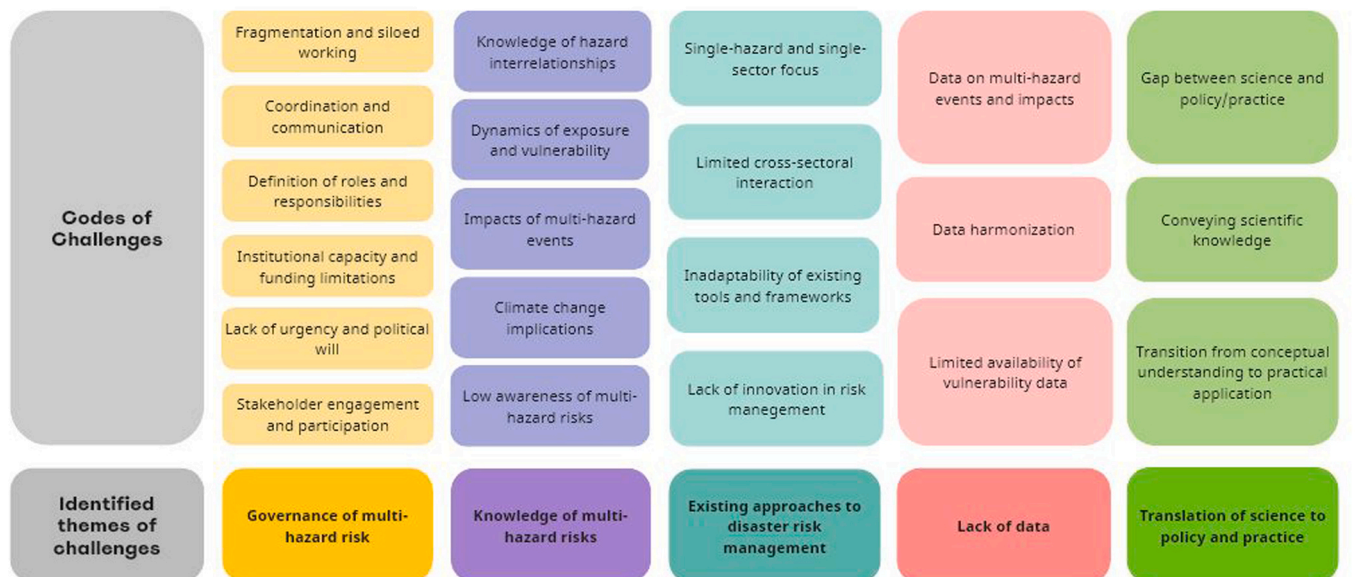 Codes of
Challenges
Fragmentation and siloed
working
Coordination and
communication
Definition of roles and
responsibilities
Institutional capacity and
funding limitations
Lack of urgency and political
will
Stakeholder engagement
and participation
Knowledge of hazard
interrelationships
Dynamics of exposure
and vulnerability
Impacts of multi-hazard
events
Climate change
implications
Low awareness of multi-
hazard risks
Single-hazard and single-
sector focus
Limited cross-sectoral
interaction
Inadaptability of existing
tools and frameworks
Lack of innovation in risk
manegement
Data on multi-hazard
events and impacts
Data harmonization
Limited availability of
vulnerability data
Gap between science and
policy/practice
Conveying scientific
knowledge
Transition from conceptual
understanding to practical
application
Identified
themes of
challenges
Governance of multi-
hazard risk
Knowledge of multi-
hazard risks
Existing approaches to
disaster risk
management
Lack of data
Translation of science to
policy and practice